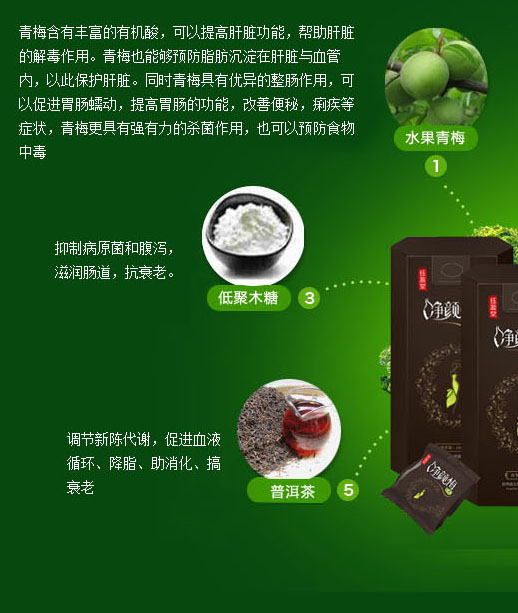 青梅含有丰富的有机酸，可以提高肝脏功能，帮助肝脏
的解毒作用。青梅也能够预防脂肪沉淀在肝脏与血管
内，以此保护肝脏。同时青梅具有优异的整肠作用，可
以促进胃肠蠕动，提高胃肠的功能，改善便秘，痢疾等
症状，青梅更具有强有力的杀菌作用，也可以预防食物
中毒
水果青梅
1
抑制病原菌和腹泻，
滋润肠道，抗衰老。
低聚木糖
3
净颜
净颜
调节新陈代谢，促进血液
循环、降脂、助消化、搞
衰老
普洱茶
5
净颜梅